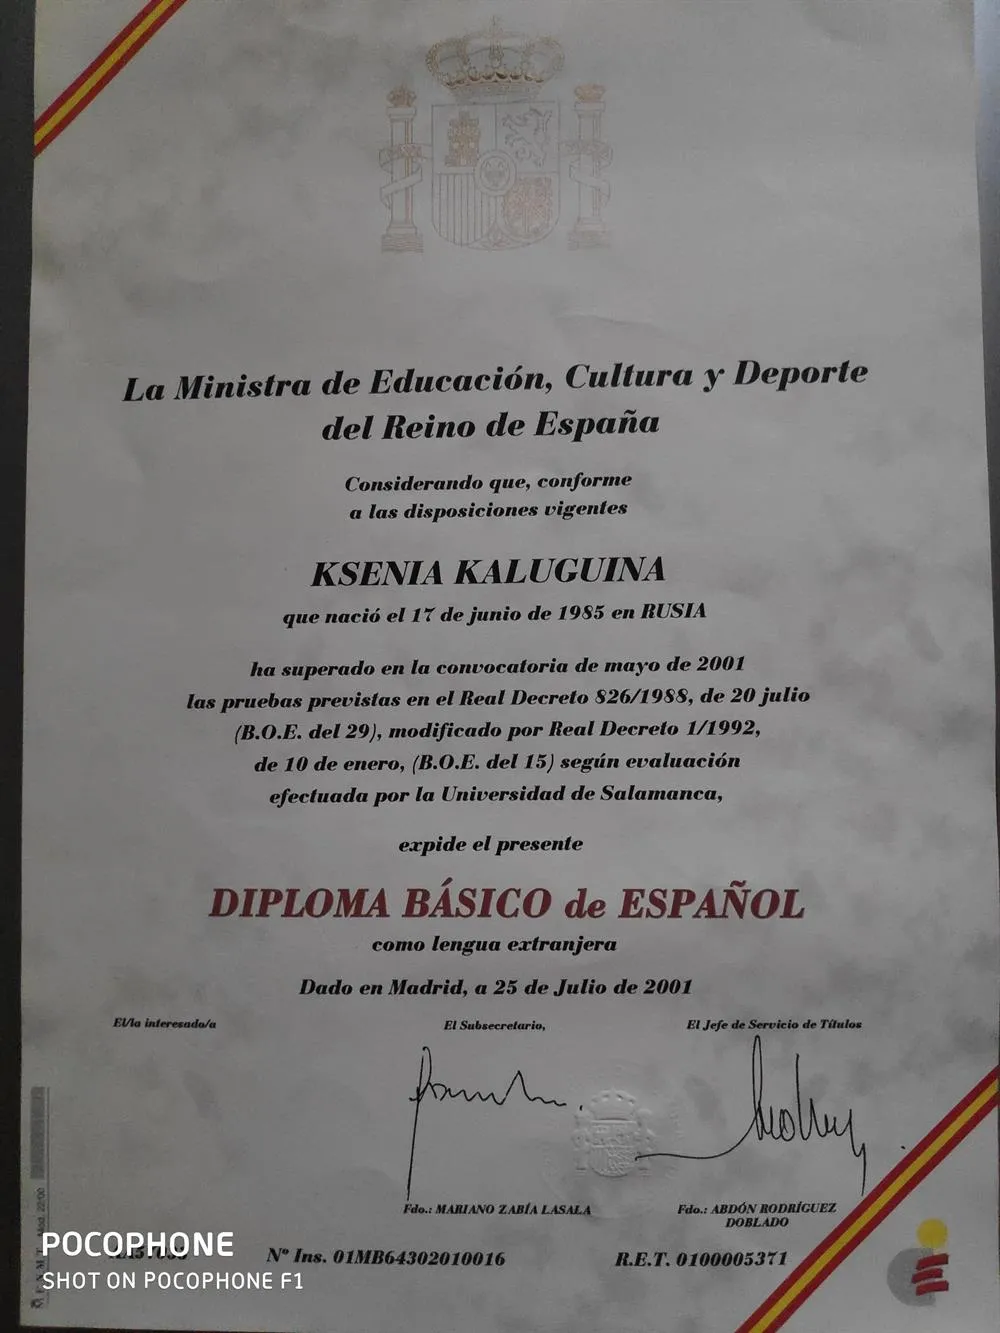 La Ministra de Educación, Cultura y Deporte
del Reino de España
Considerando que, conforme
a las disposiciones vigentes
KSENIA KALUGUINA
que nació el 17 de junio de 1985 en RUSIA
ha superado en la convocatoria de mayo de 2001
las pruebas previstas en el Real Decreto 826/1988, de 20 julio
(B.O.E. del 29), modificado por Real Decreto 1/1992,
de 10 de enero, (B.O.E. del 15) según evaluación
efectuada por la Universidad de Salamanca,
expide el presente
DIPLOMA BÁSICO de ESPAÑOL
como lengua extranjera
Dado en Madrid, a 25 de Julio de 2001
El/la interesado/a
El Subsecretario,
El Jefe de Servicio de Títulos
Fdo.: MARIANO ZABÍA LASALA
Fdo.: ABDÓN RODRÍGUEZ
DOBLADO
Nº Ins. 01MB64302010016
R.E.T. 0100005371
POCOPHONE
SHOT ON POCOPHONE F1